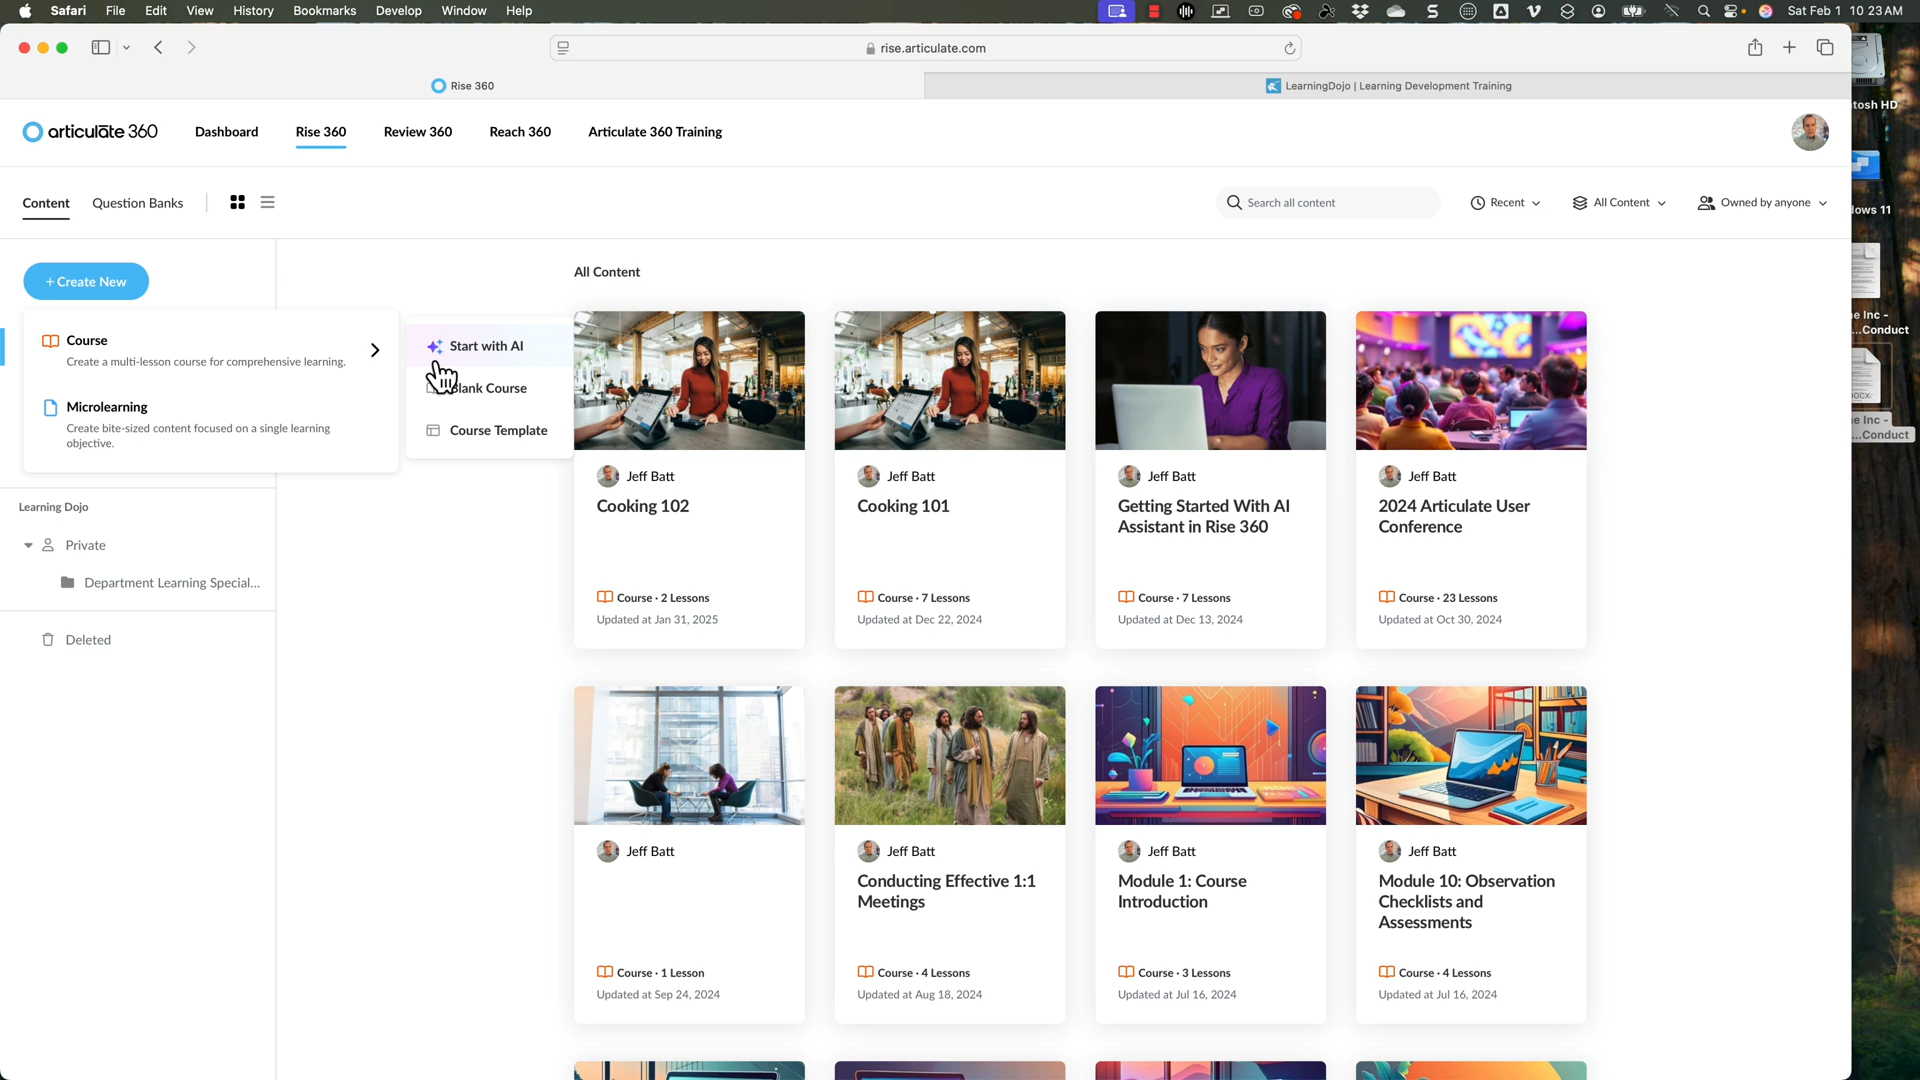 Safari File Edit View History Bookmarks Develop Window Help
Sat Feb 1 10 23 AM
rise.articulate.com
Rise 360
LearningDojo | Learning Development Training
articulate 360 Dashboard Rise 360 Review 360 Reach 360 Articulate 360 Training
Content Question Banks
Search all content
Recent
All Content
Owned by anyone
+ Create New
Course
Create a multi-lesson course for comprehensive learning.
Microlearning
Create bite-sized content focused on a single learning
objective.
Start with AI
Blank Course
Course Template
Learning Dojo
Private
Department Learning Special...
Deleted
All Content
Jeff Batt
Cooking 102
Course · 2 Lessons
Updated at Jan 31, 2025
Jeff Batt
Cooking 101
Course · 7 Lessons
Updated at Dec 22, 2024
Jeff Batt
Getting Started With AI
Assistant in Rise 360
Course · 7 Lessons
Updated at Dec 13, 2024
Jeff Batt
2024 Articulate User
Conference
Course · 23 Lessons
Updated at Oct 30, 2024
Jeff Batt
Course · 1 Lesson
Updated at Sep 24, 2024
Jeff Batt
Conducting Effective 1:1
Meetings
Course · 4 Lessons
Updated at Aug 18, 2024
Jeff Batt
Module 1: Course
Introduction
Course · 3 Lessons
Updated at Jul 16, 2024
Jeff Batt
Module 10: Observation
Checklists and
Assessments
Course · 4 Lessons
Updated at Jul 16, 2024
tosh HD
lows 11
e Inc -
...Conduct
OCX
e Inc -
...Conduct